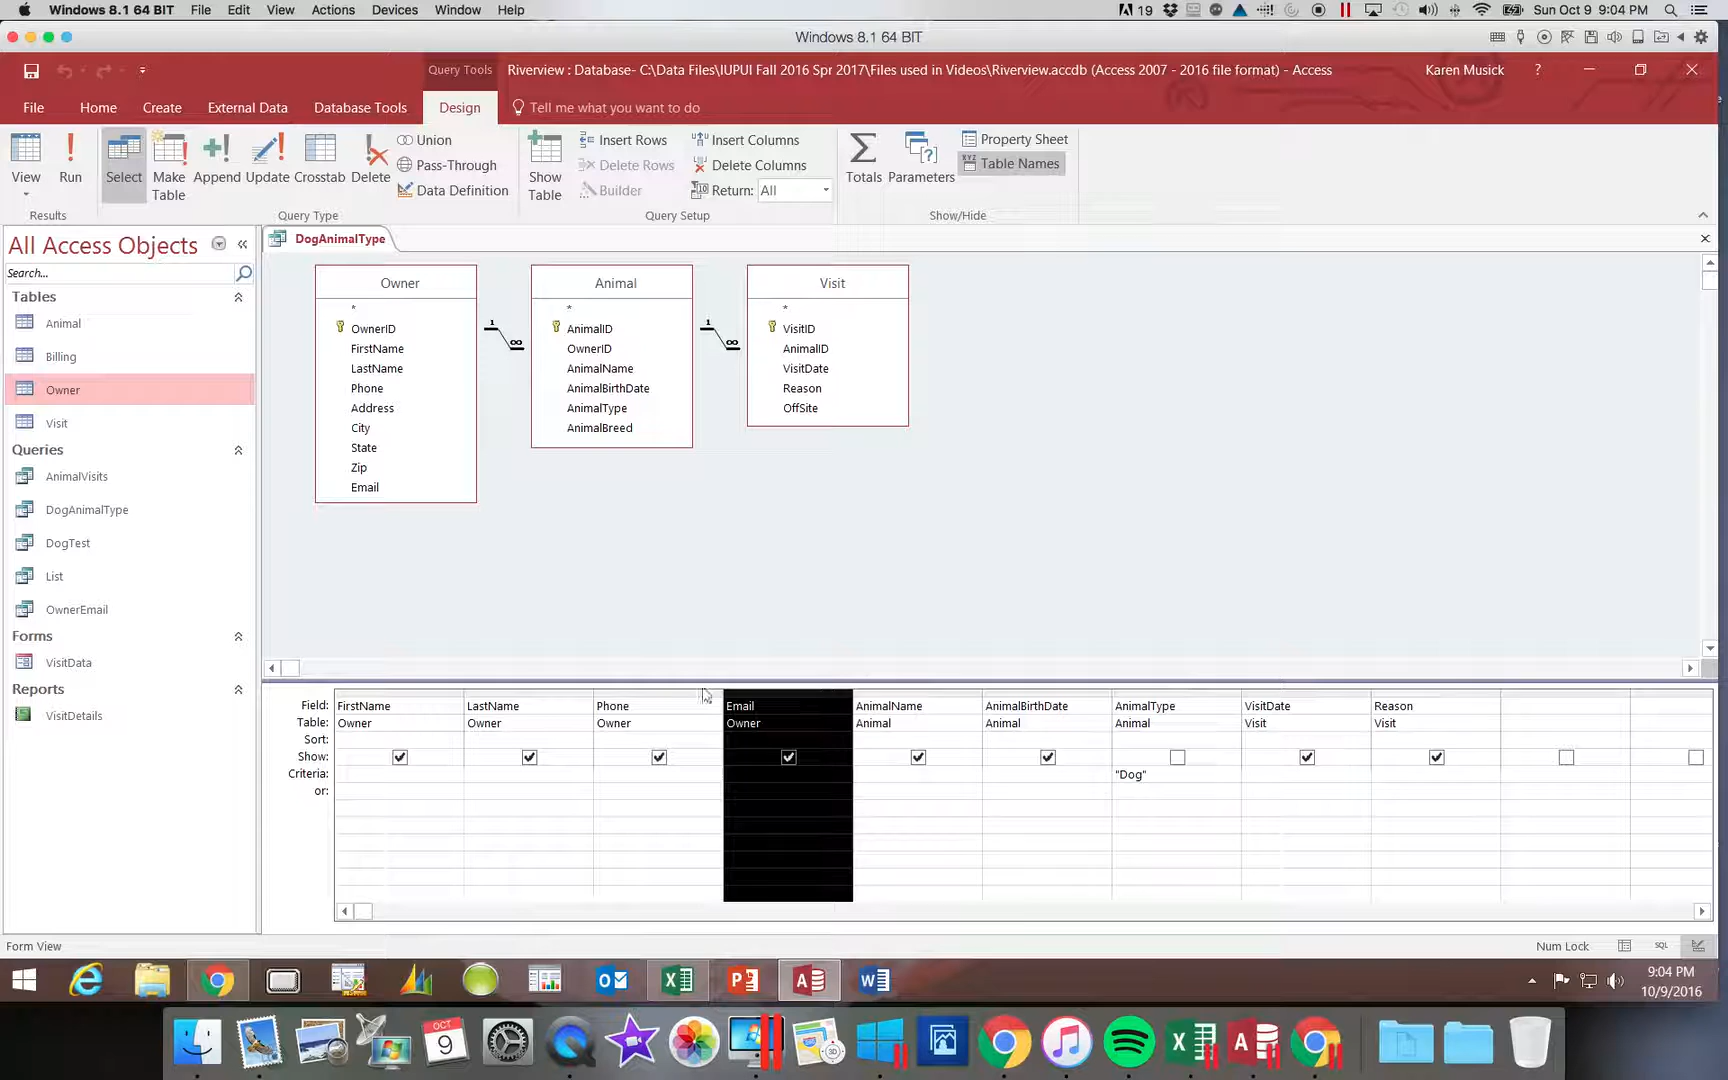 Windows 8.1 64 BIT File Edit View Actions Devices Window Help 19 Sun Oct 9 9:04 PM
Windows 8.1 64 BIT
Query Tools Riverview : Database- C:\Data Files\IUPUI Fall 2016 Spr 2017\Files used in Videos\Riverview.accdb (Access 2007 - 2016 file format) - Access Karen Musick ?
File Home Create External Data Database Tools Design Tell me what you want to do
View Run Select Make Table Append Update Crosstab Delete
Union
Pass-Through
Data Definition
Show Table
Insert Rows
Delete Rows
Builder
Insert Columns
Delete Columns
Return: All
Totals Parameters
Property Sheet
Table Names
Results Query Type Query Setup Show/Hide
All Access Objects
Search...
Tables
Animal
Billing
Owner
Visit
Queries
AnimalVisits
DogAnimalType
DogTest
List
OwnerEmail
Forms
VisitData
Reports
VisitDetails
DogAnimalType
Owner
*
OwnerID
FirstName
LastName
Phone
Address
City
State
Zip
Email
1 ∞
Animal
*
AnimalID
OwnerID
AnimalName
AnimalBirthDate
AnimalType
AnimalBreed
1 ∞
Visit
*
VisitID
AnimalID
VisitDate
Reason
OffSite
Field: FirstName LastName Phone Email AnimalName AnimalBirthDate AnimalType VisitDate Reason
Table: Owner Owner Owner Owner Animal Animal Animal Visit Visit
Sort:
Show:
Criteria: "Dog"
or:
Form View Num Lock SQL
9:04 PM
10/9/2016
OCT
9
3D